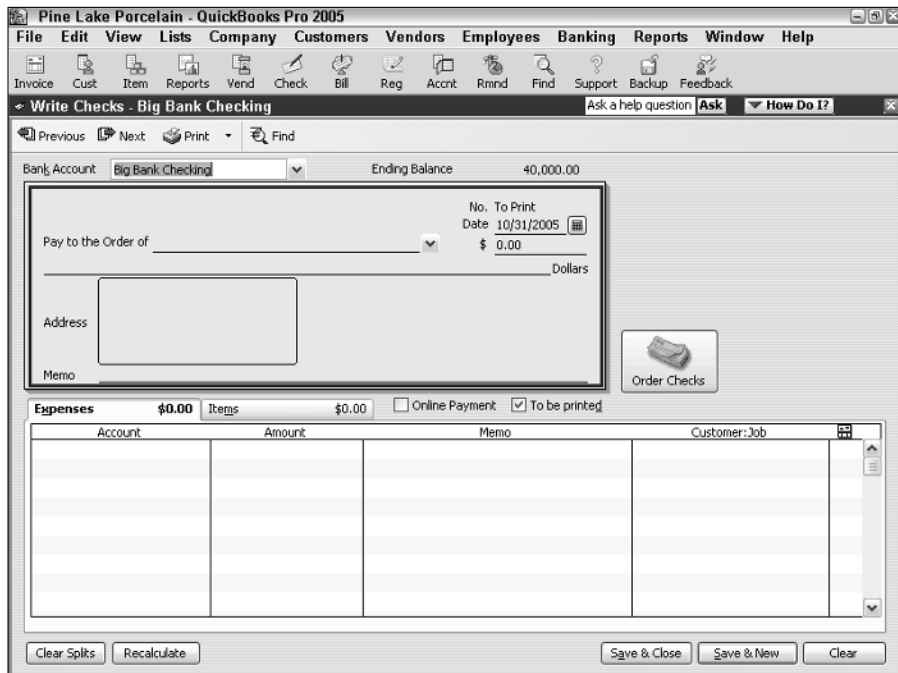 Pine Lake Porcelain - QuickBooks Pro 2005
File Edit View Lists Company Customers Vendors Employees Banking Reports Window Help
Invoice Cust Item Reports Vend Check Bill Reg Accnt Rmnd Find Support Backup Feedback
Write Checks - Big Bank Checking Ask a help question Ask How Do I?
Previous Next Print Find
Bank Account Big Bank Checking Ending Balance 40,000.00
No. To Print
Date 10/31/2005
Pay to the Order of $ 0.00
Dollars
Address
Memo
Order Checks
Expenses $0.00 Items $0.00 Online Payment To be printed
Account Amount Memo Customer:Job
Clear Splits Recalculate Save & Close Save & New Clear